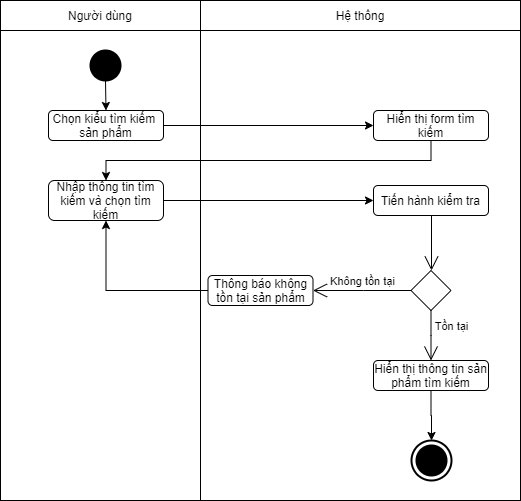 Người dùng
Hệ thống
Chọn kiểu tìm kiếm
sản phẩm
Hiển thị form tìm
kiếm
Nhập thông tin tìm
kiếm và chọn tìm
kiếm
Tiến hành kiểm tra
Thông báo không
tồn tại sản phẩm
Không tồn tại
Tồn tại
Hiển thị thông tin sản
phẩm tìm kiếm